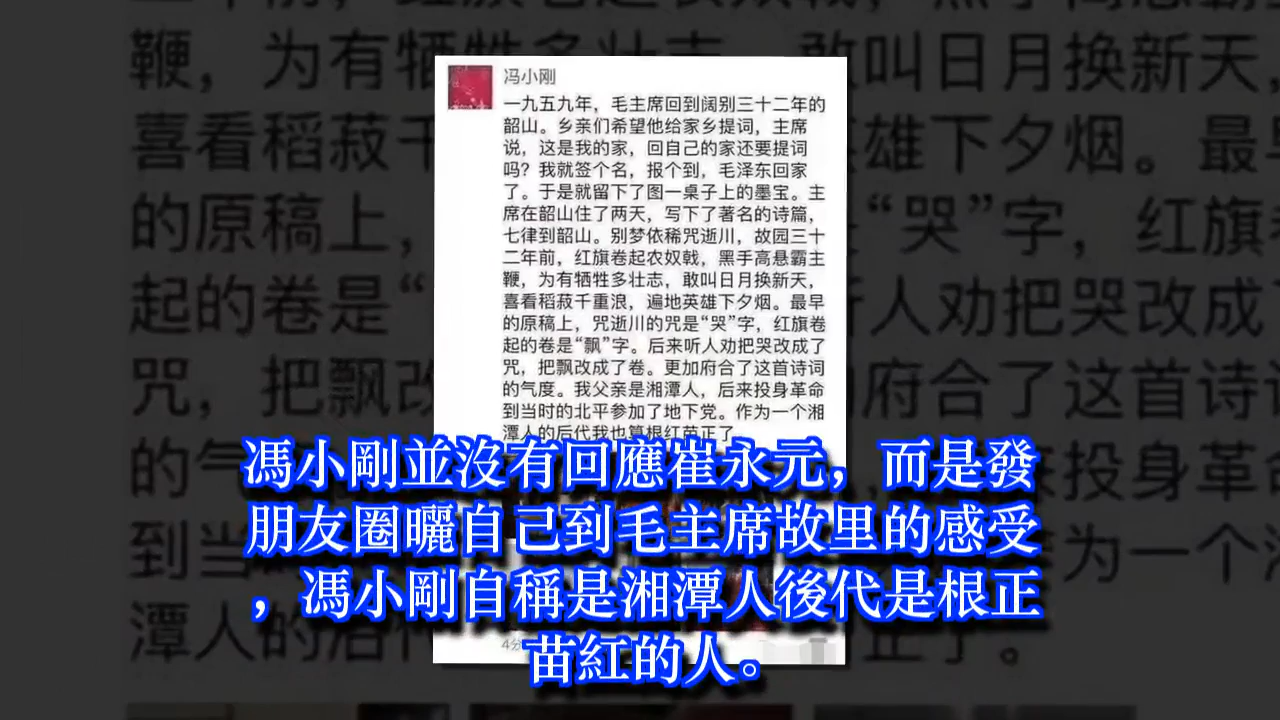 冯小刚
一九五九年，毛主席回到阔别三十二年的
韶山。乡亲们希望他给家乡提词，主席
说，这是我的家，回自己的家还要提词
吗？我就签个名，报个到，毛泽东回家
了。于是就留下了图一桌子上的墨宝。主
席在韶山住了两天，写下了著名的诗篇，
七律到韶山。别梦依稀咒逝川，故园三十
二年前，红旗卷起农奴戟，黑手高悬霸主
鞭，为有牺牲多壮志，敢叫日月换新天，
喜看稻菽千重浪，遍地英雄下夕烟。最早
的原稿上，咒逝川的咒是“哭”字，红旗卷
起的卷是“飘”字。后来听人劝把哭改成了
咒，把飘改成了卷。更加府合了这首诗词
的气度。我父亲是湘潭人，后来投身革命
到当时的北平参加了地下党。作为一个湘
潭人的后代我也算根红苗正了
馮小剛並沒有回應崔永元，而是發
朋友圈曬自己到毛主席故里的感受
，馮小剛自稱是湘潭人後代是根正
苗紅的人。